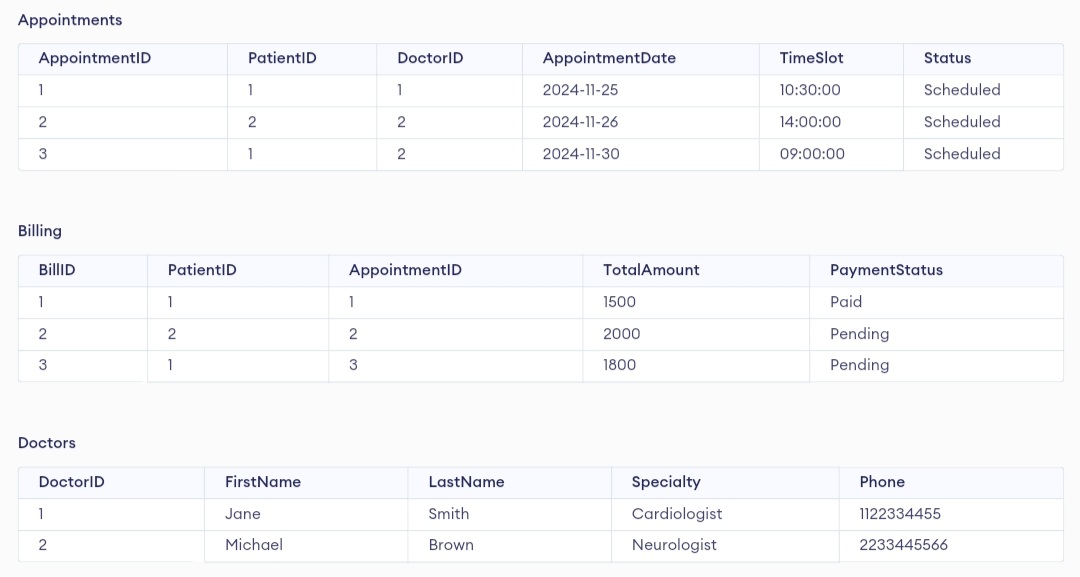 Appointments
AppointmentID PatientID DoctorID AppointmentDate TimeSlot Status
1 1 1 2024-11-25 10:30:00 Scheduled
2 2 2 2024-11-26 14:00:00 Scheduled
3 1 2 2024-11-30 09:00:00 Scheduled
Billing
BillID PatientID AppointmentID TotalAmount PaymentStatus
1 1 1 1500 Paid
2 2 2 2000 Pending
3 1 3 1800 Pending
Doctors
DoctorID FirstName LastName Specialty Phone
1 Jane Smith Cardiologist 1122334455
2 Michael Brown Neurologist 2233445566